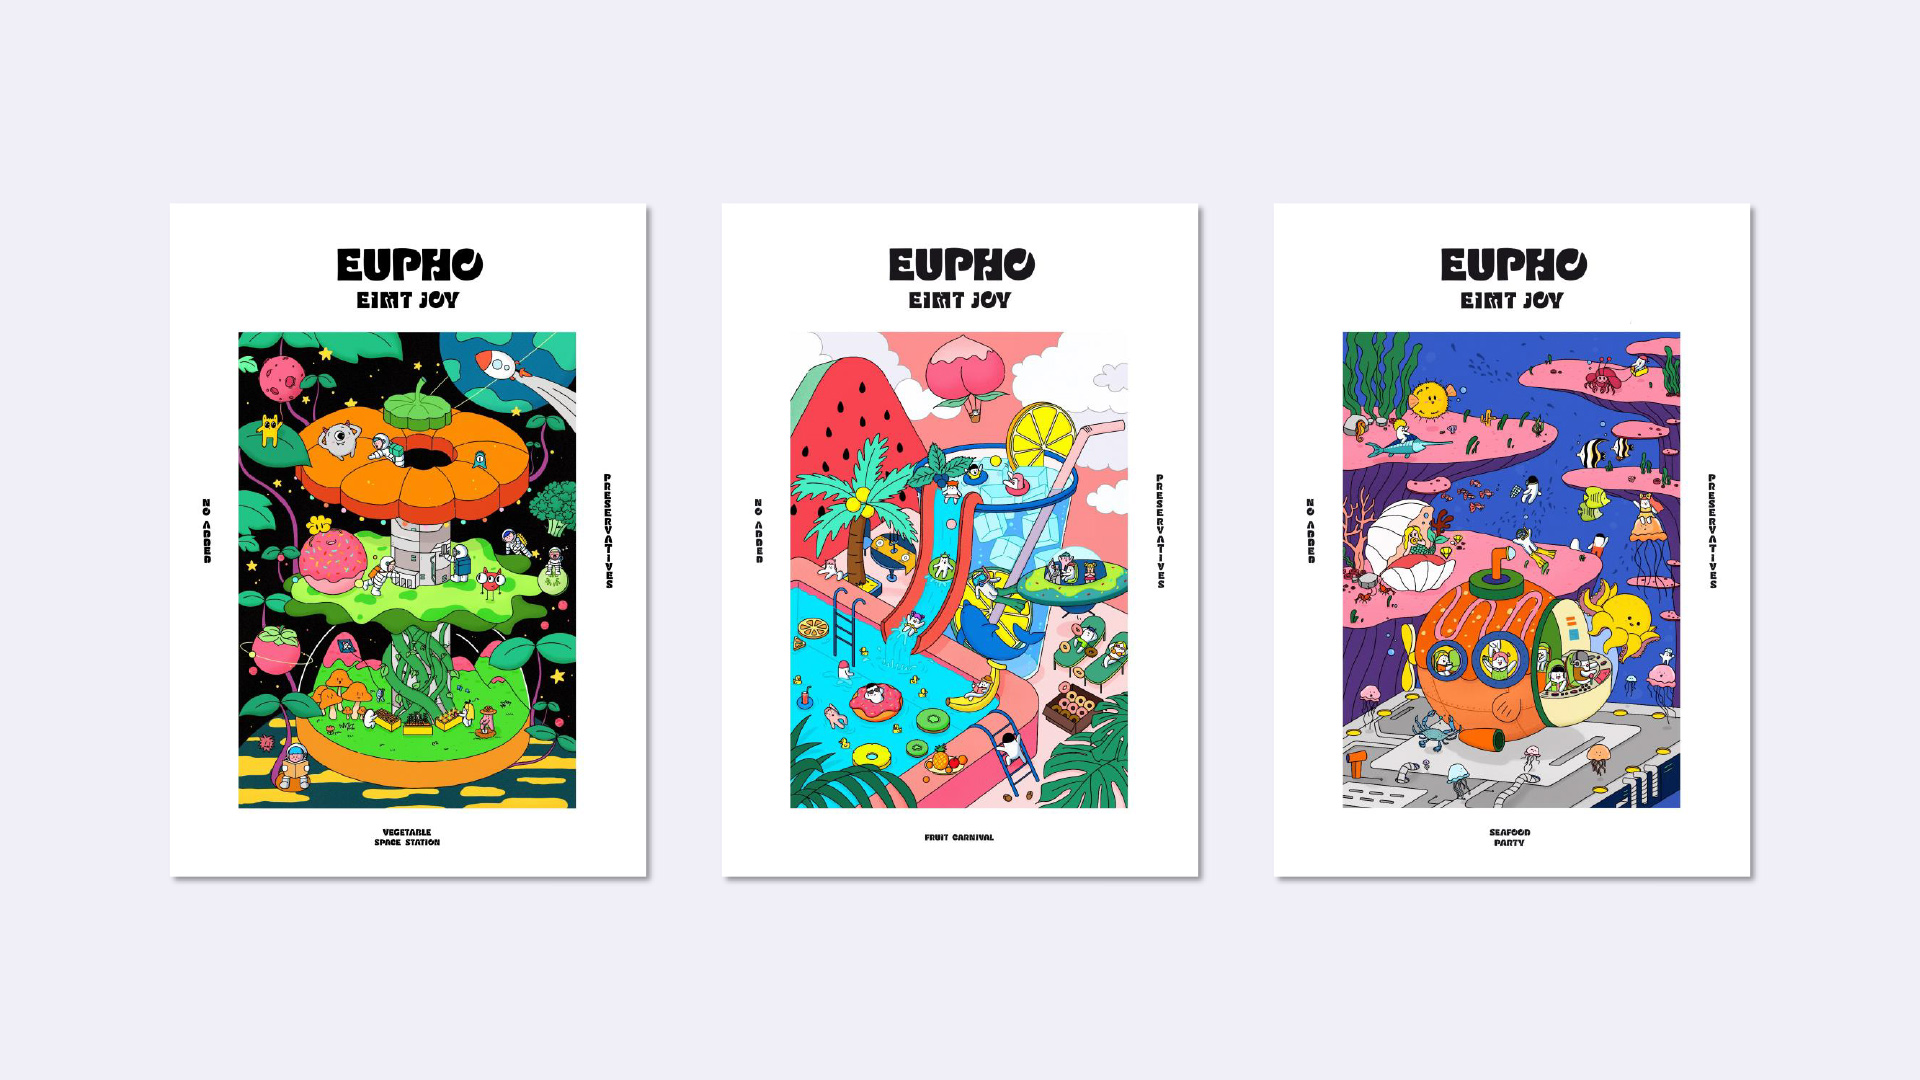 EUPHO
EIMT JOY
NO ADDED
PRESERVATIVES
VEGETABLE
SPACE STATION
EUPHO
EIMT JOY
NO ADDED
PRESERVATIVES
FRUIT CARNIVAL
EUPHO
EIMT JOY
NO ADDED
PRESERVATIVES
SEAFOOD
PARTY